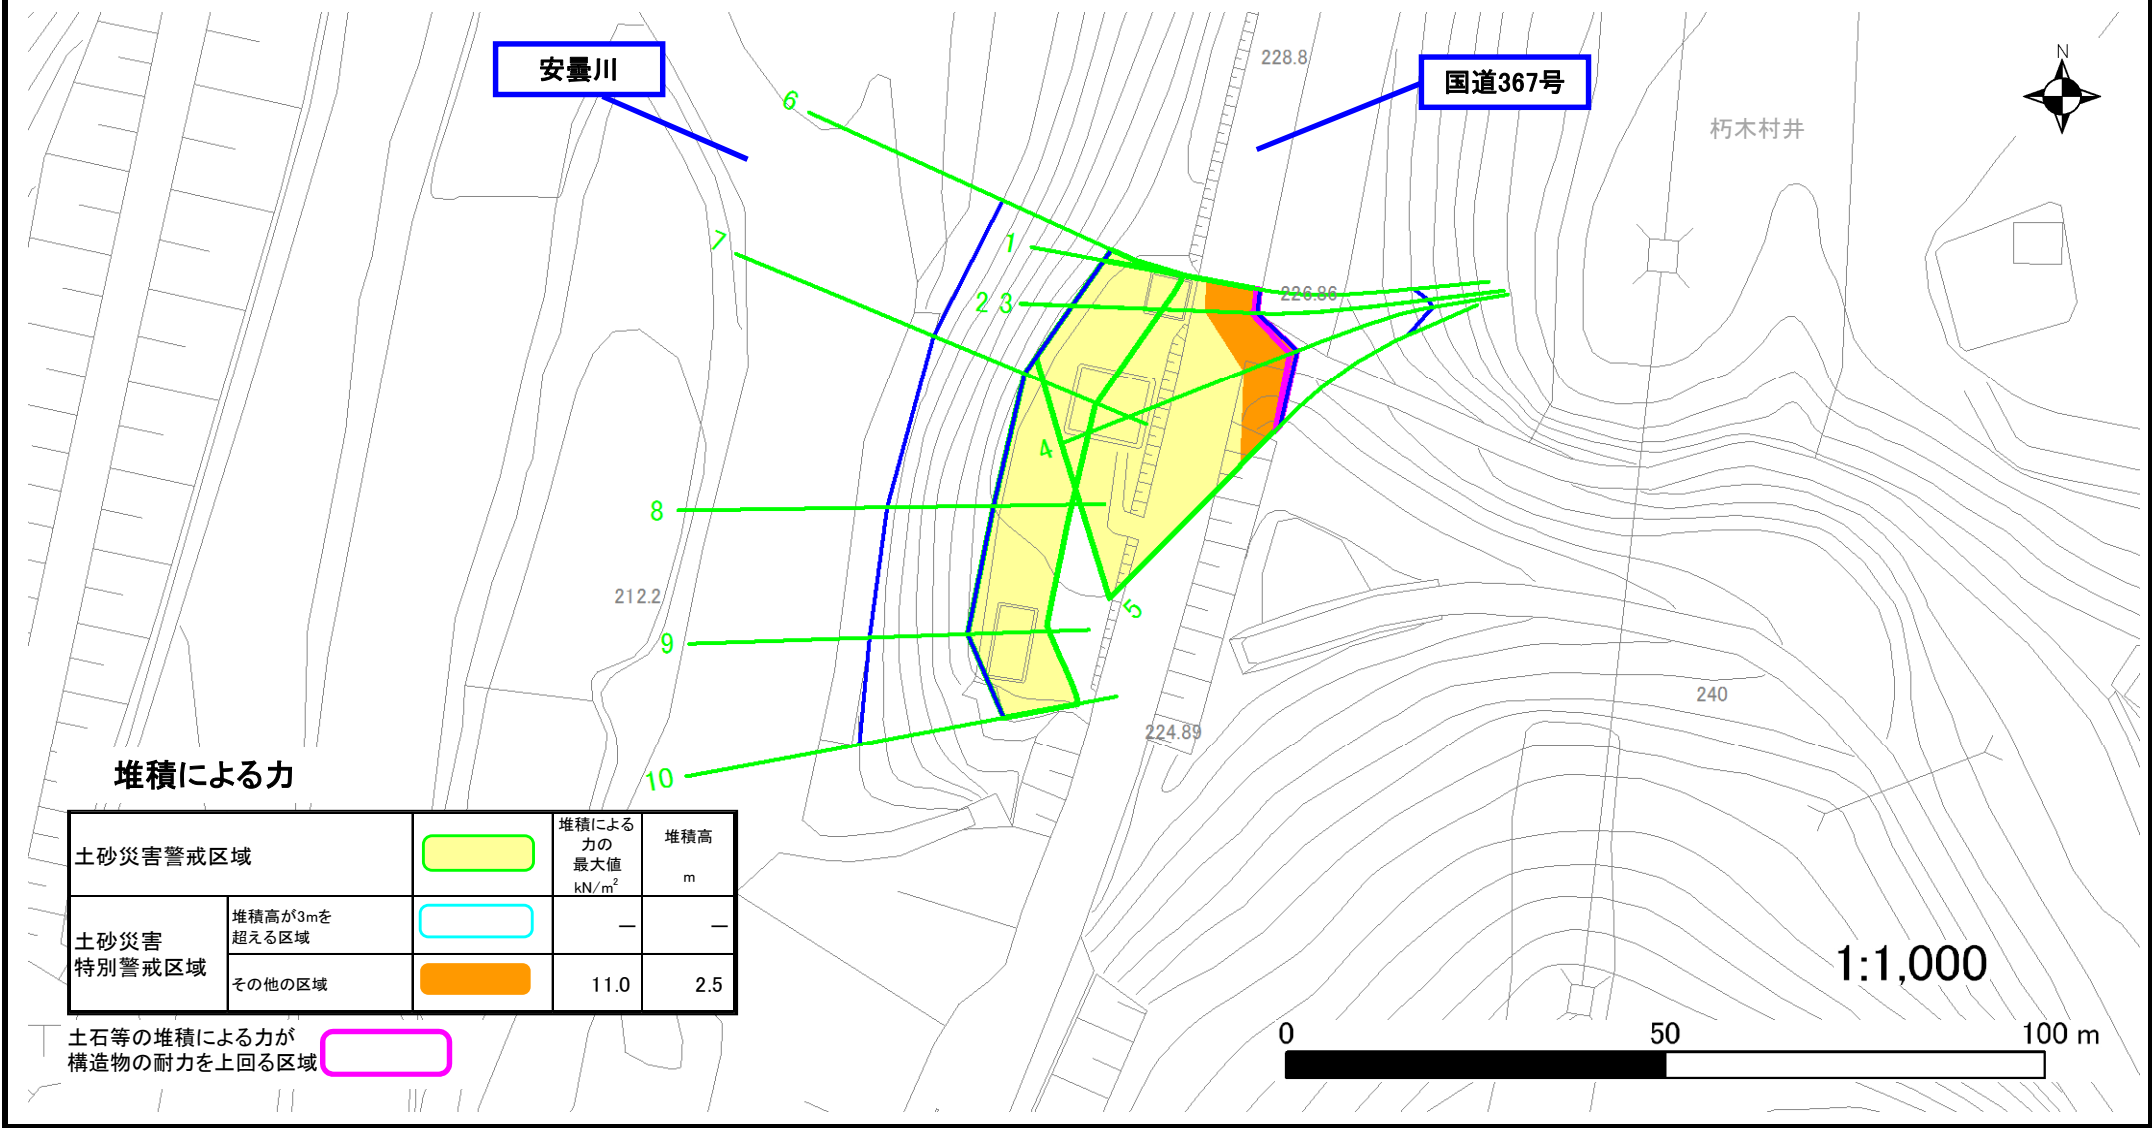 安曇川
国道367号
N
228.8
朽木村井
6
7
1
2 3
226.86
4
8
5
212.2
9
240
224.89
10
堆積による力
土砂災害警戒区域
堆積による
力の
最大値
kN/m²
堆積高
m
土砂災害
特別警戒区域
堆積高が3mを
超える区域
―
―
その他の区域
11.0
2.5
土石等の堆積による力が
構造物の耐力を上回る区域
1:1,000
0
50
100 m